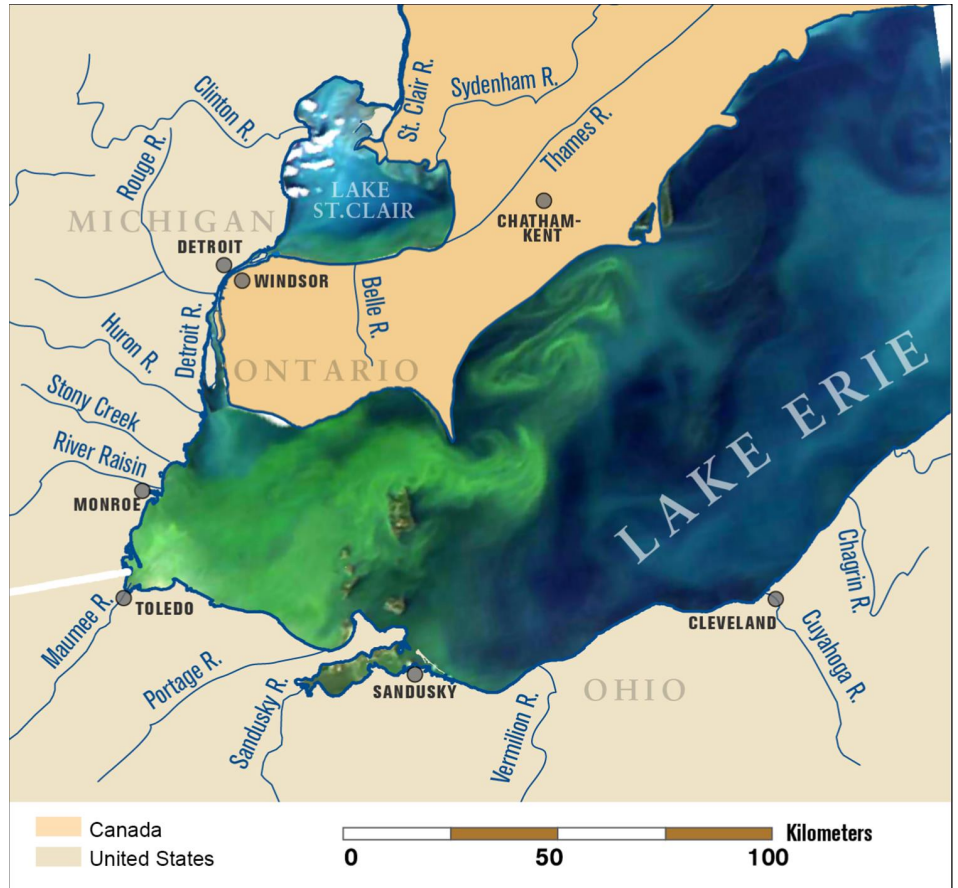 Clinton R.
St. Clair R.
Sydenham R.
Rouge R.
Thames R.
LAKE
ST.CLAIR
MICHIGAN
CHATHAM-
KENT
DETROIT
WINDSOR
Belle R.
Detroit R.
Huron R.
ONTARIO
Stony Creek
River Raisin
MONROE
LAKE ERIE
Chagrin R.
TOLEDO
Maumee R.
CLEVELAND
Cuyahoga R.
Portage R.
Sandusky R.
SANDUSKY
Vermilion R.
OHIO
Canada
United States
Kilometers
0 50 100